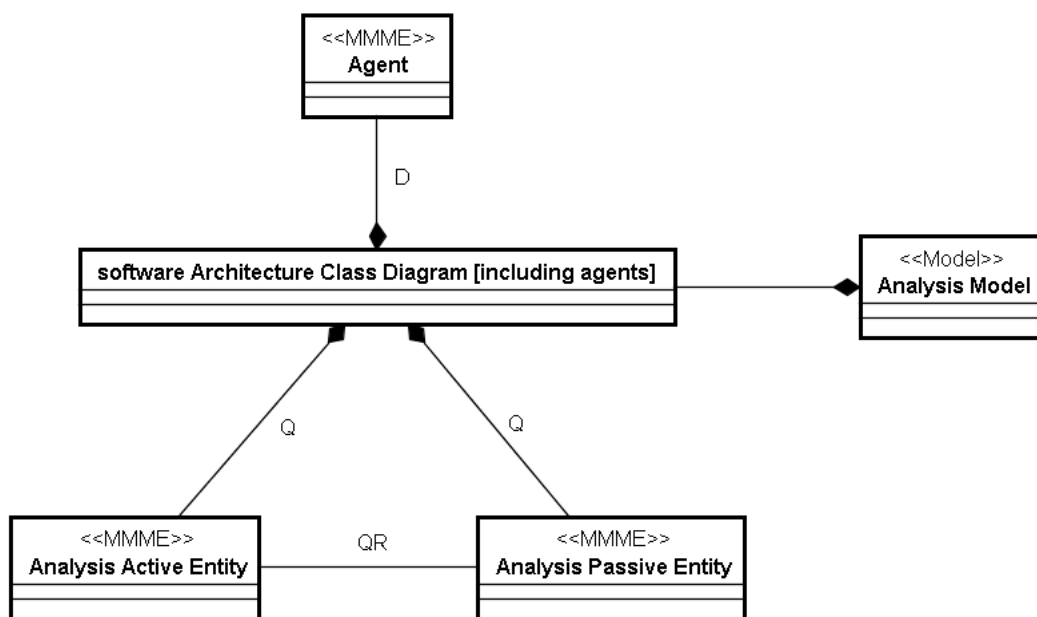 <<MMME>>
Agent
D
software Architecture Class Diagram [including agents]
<<Model>>
Analysis Model
Q
Q
<<MMME>>
Analysis Active Entity
QR
<<MMME>>
Analysis Passive Entity